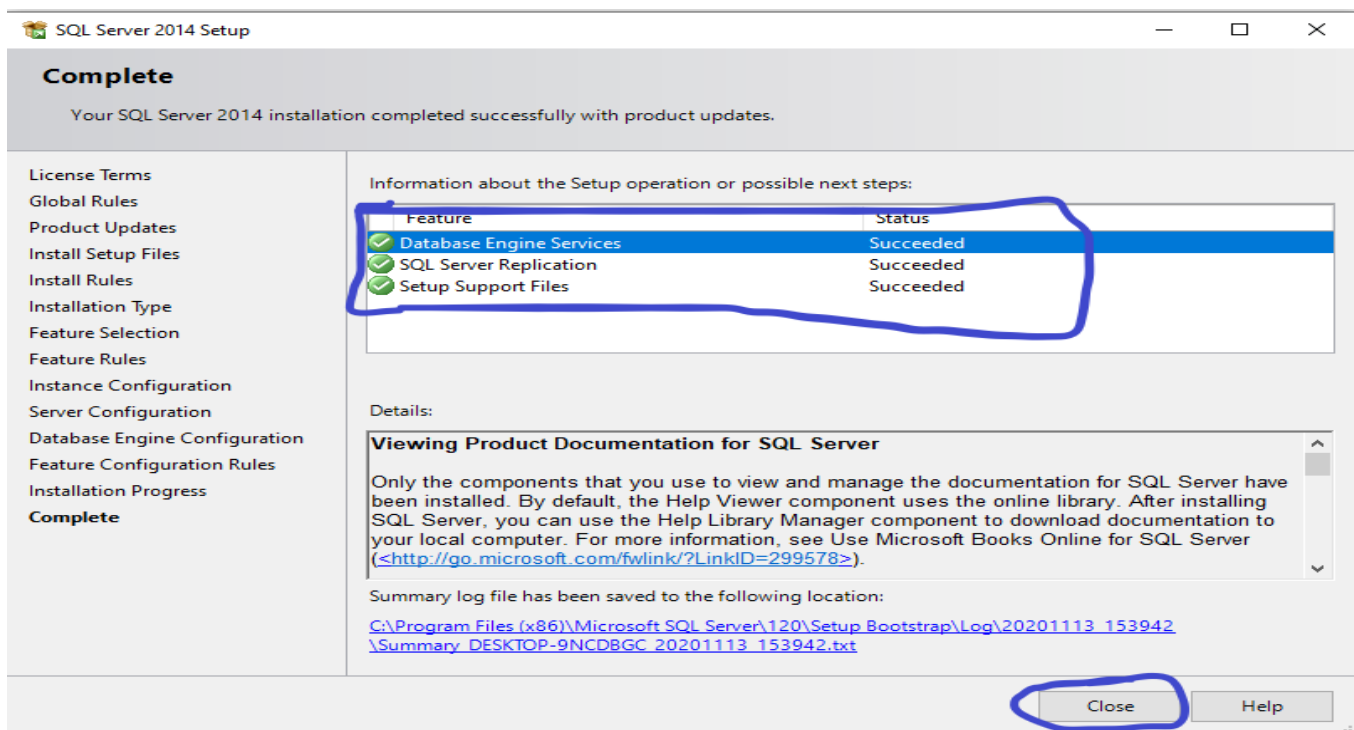 SQL Server 2014 Setup
Complete
Your SQL Server 2014 installation completed successfully with product updates.
License Terms
Global Rules
Product Updates
Install Setup Files
Install Rules
Installation Type
Feature Selection
Feature Rules
Instance Configuration
Server Configuration
Database Engine Configuration
Feature Configuration Rules
Installation Progress
Complete
Information about the Setup operation or possible next steps:
Feature Status
Database Engine Services Succeeded
SQL Server Replication Succeeded
Setup Support Files Succeeded
Details:
Viewing Product Documentation for SQL Server
Only the components that you use to view and manage the documentation for SQL Server have
been installed. By default, the Help Viewer component uses the online library. After installing
SQL Server, you can use the Help Library Manager component to download documentation to
your local computer. For more information, see Use Microsoft Books Online for SQL Server
(<http://go.microsoft.com/fwlink/?LinkID=299578>).
Summary log file has been saved to the following location:
C:\Program Files (x86)\Microsoft SQL Server\120\Setup Bootstrap\Log\20201113_153942
\Summary_DESKTOP-9NCDBGC_20201113_153942.txt
Close Help